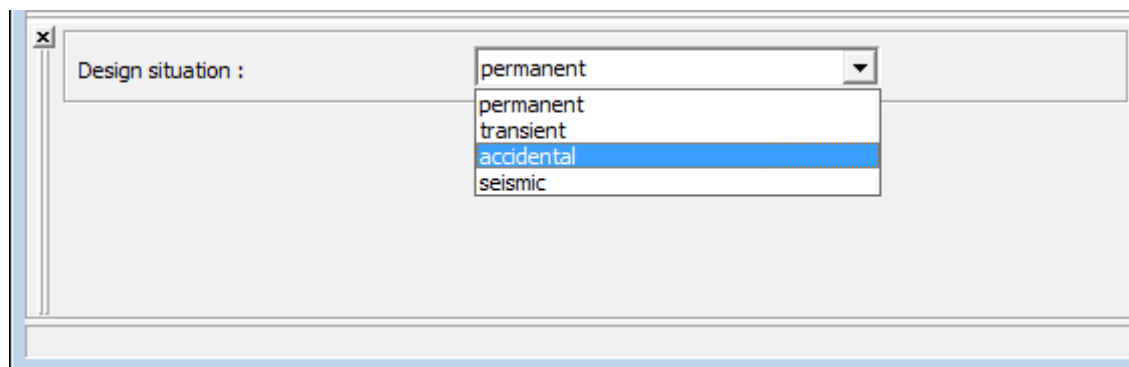 Design situation : permanent
permanent
transient
accidental
seismic